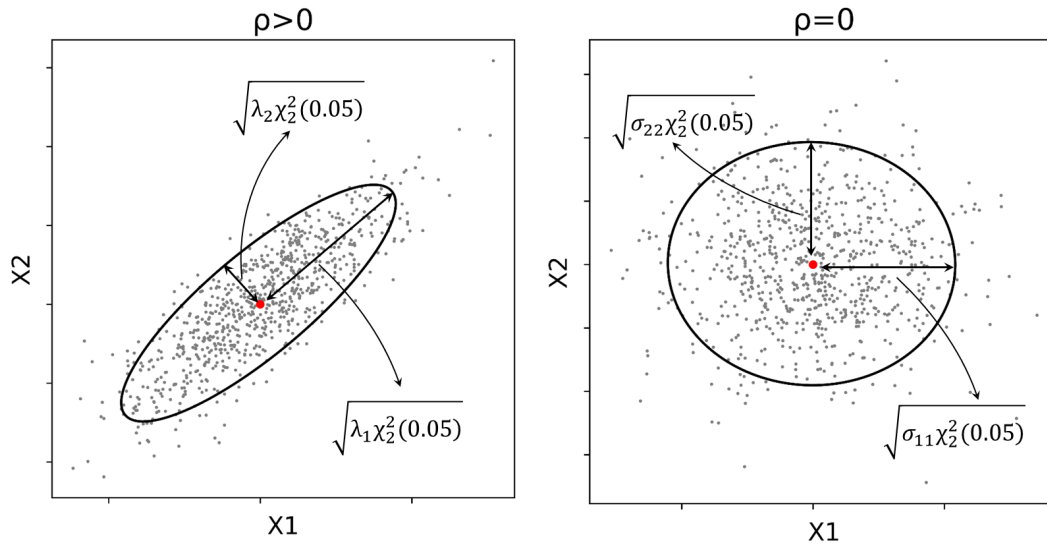 ρ>0
√λ₂χ₂²(0.05)
X2
√λ₁χ₂²(0.05)
X1
ρ=0
√σ₂₂χ₂²(0.05)
X2
√σ₁₁χ₂²(0.05)
X1